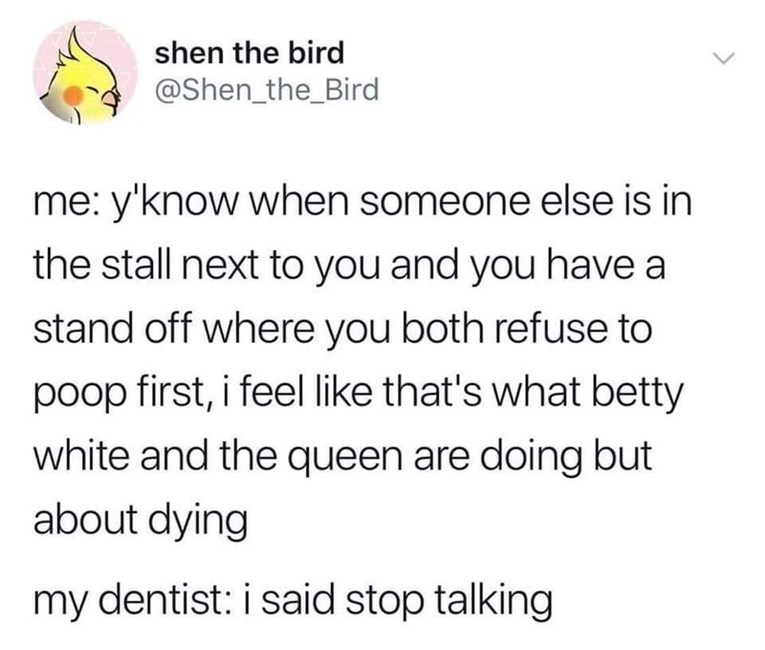 shen the bird
@Shen_the_Bird
me: y'know when someone else is in
the stall next to you and you have a
stand off where you both refuse to
poop first, i feel like that's what betty
white and the queen are doing but
about dying
my dentist: i said stop talking